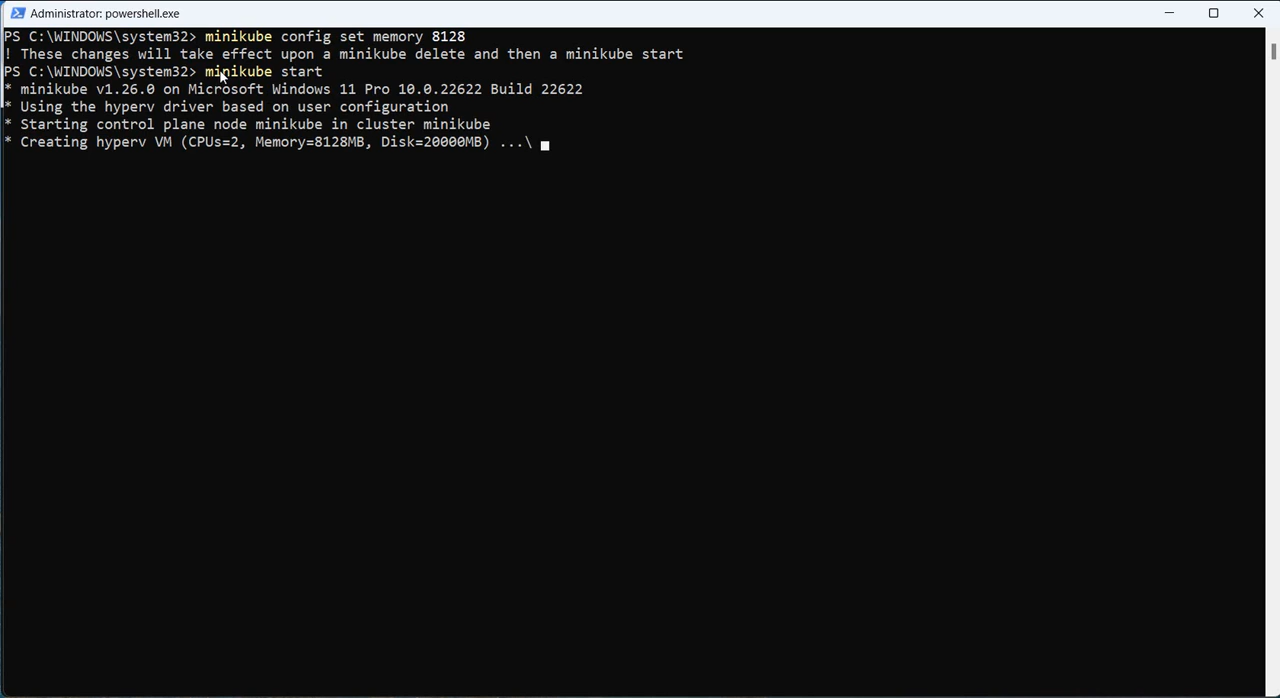 Administrator: powershell.exe
PS C:\WINDOWS\system32> minikube config set memory 8128
! These changes will take effect upon a minikube delete and then a minikube start
PS C:\WINDOWS\system32> minikube start
* minikube v1.26.0 on Microsoft Windows 11 Pro 10.0.22622 Build 22622
* Using the hyperv driver based on user configuration
* Starting control plane node minikube in cluster minikube
* Creating hyperv VM (CPUs=2, Memory=8128MB, Disk=20000MB) ...\